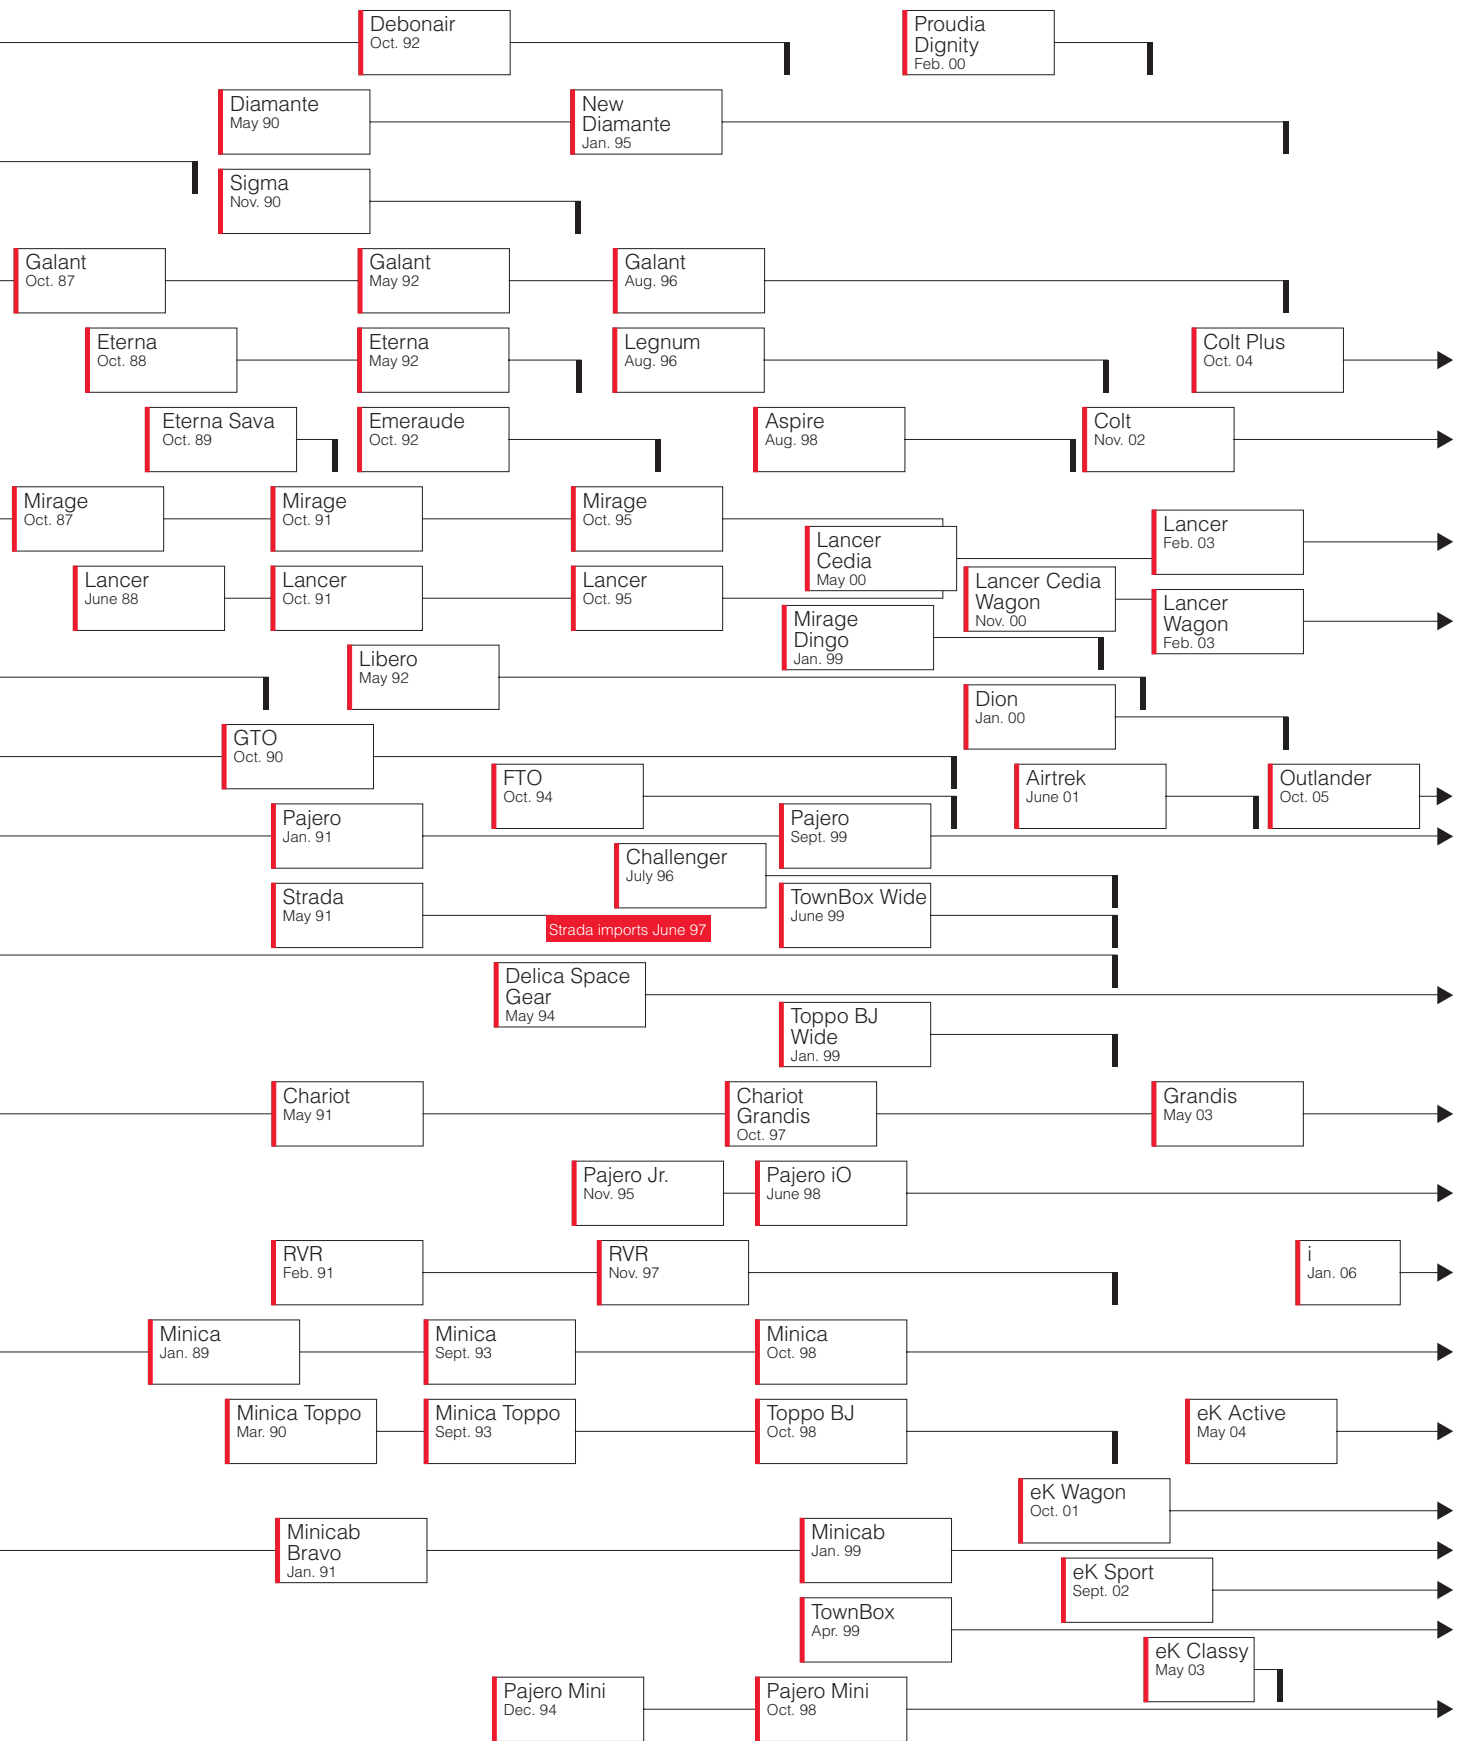 Debonair
Oct. 92
Proudia
Dignity
Feb. 00
Diamante
May 90
New
Diamante
Jan. 95
Sigma
Nov. 90
Galant
Oct. 87
Galant
May 92
Galant
Aug. 96
Eterna
Oct. 88
Eterna
May 92
Legnum
Aug. 96
Colt Plus
Oct. 04
Eterna Sava
Oct. 89
Emeraude
Oct. 92
Aspire
Aug. 98
Colt
Nov. 02
Mirage
Oct. 87
Mirage
Oct. 91
Mirage
Oct. 95
Lancer
Cedia
May 00
Lancer
Feb. 03
Lancer
June 88
Lancer
Oct. 91
Lancer
Oct. 95
Lancer Cedia
Wagon
Nov. 00
Lancer
Wagon
Feb. 03
Mirage
Dingo
Jan. 99
Libero
May 92
Dion
Jan. 00
GTO
Oct. 90
FTO
Oct. 94
Airtrek
June 01
Outlander
Oct. 05
Pajero
Jan. 91
Pajero
Sept. 99
Challenger
July 96
Strada
May 91
Strada imports June 97
TownBox Wide
June 99
Delica Space
Gear
May 94
Toppo BJ
Wide
Jan. 99
Chariot
May 91
Chariot
Grandis
Oct. 97
Grandis
May 03
Pajero Jr.
Nov. 95
Pajero iO
June 98
RVR
Feb. 91
RVR
Nov. 97
i
Jan. 06
Minica
Jan. 89
Minica
Sept. 93
Minica
Oct. 98
Minica Toppo
Mar. 90
Minica Toppo
Sept. 93
Toppo BJ
Oct. 98
eK Active
May 04
eK Wagon
Oct. 01
Minicab
Bravo
Jan. 91
Minicab
Jan. 99
eK Sport
Sept. 02
TownBox
Apr. 99
eK Classy
May 03
Pajero Mini
Dec. 94
Pajero Mini
Oct. 98